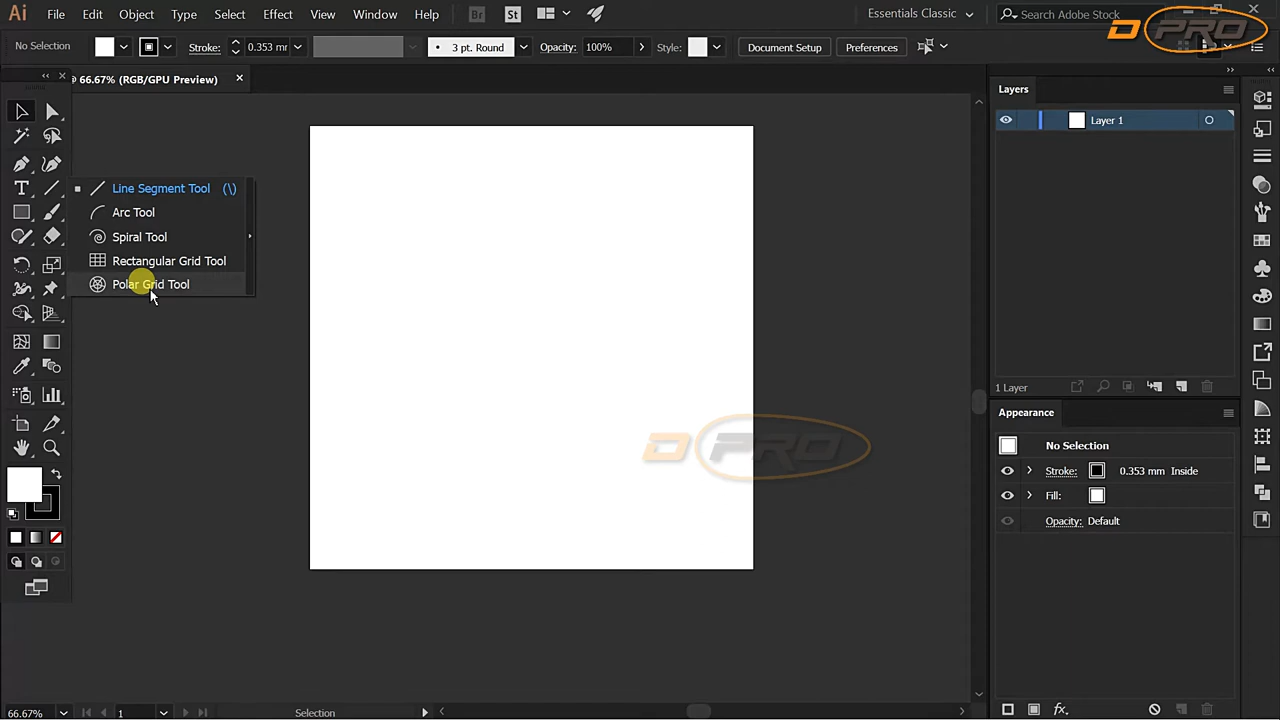 Ai File Edit Object Type Select Effect View Window Help Br St Essentials Classic Search Adobe Stock
D PRO
No Selection Stroke: 0.353 mm 3 pt. Round Opacity: 100% Style: Document Setup Preferences
@ 66.67% (RGB/GPU Preview)
Layers
Layer 1
Line Segment Tool (\)
Arc Tool
Spiral Tool
Rectangular Grid Tool
Polar Grid Tool
T
1 Layer
Appearance
No Selection
D PRO
Stroke: 0.353 mm Inside
Fill:
Opacity: Default
66.67% 1 Selection
fx.